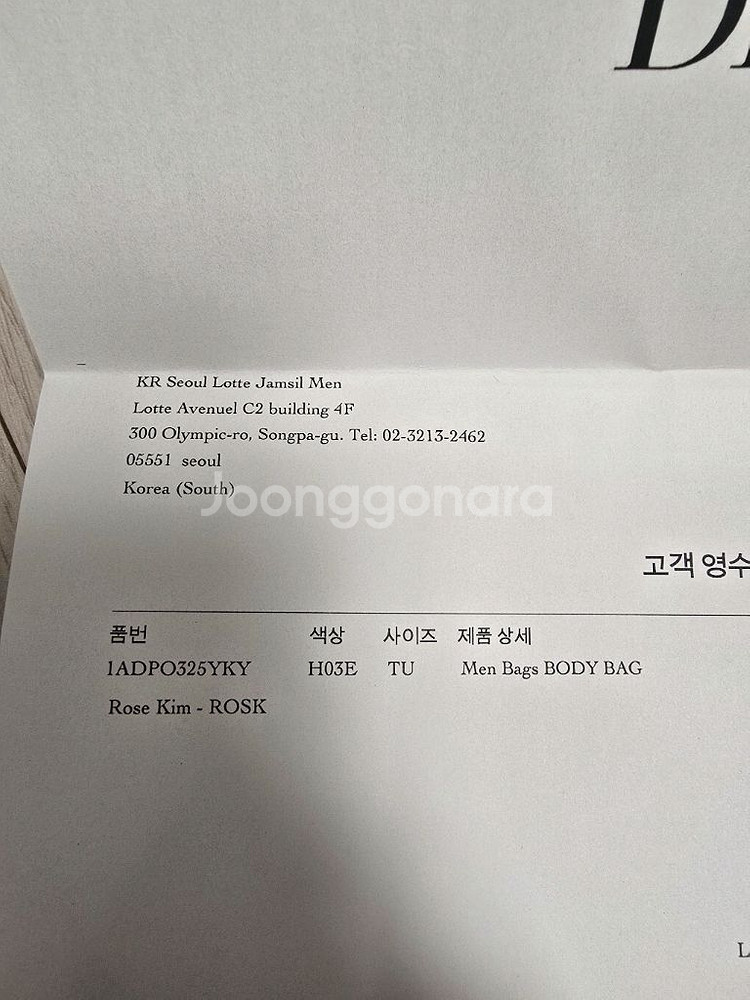 DI
KR Seoul Lotte Jamsil Men
Lotte Avenuel C2 building 4F
300 Olympic-ro, Songpa-gu. Tel: 02-3213-2462
05551 seoul
Korea (South)
Joonggonara
고객 영수
품번 색상 사이즈 제품 상세
1ADPO325YKY H03E TU Men Bags BODY BAG
Rose Kim - ROSK
L